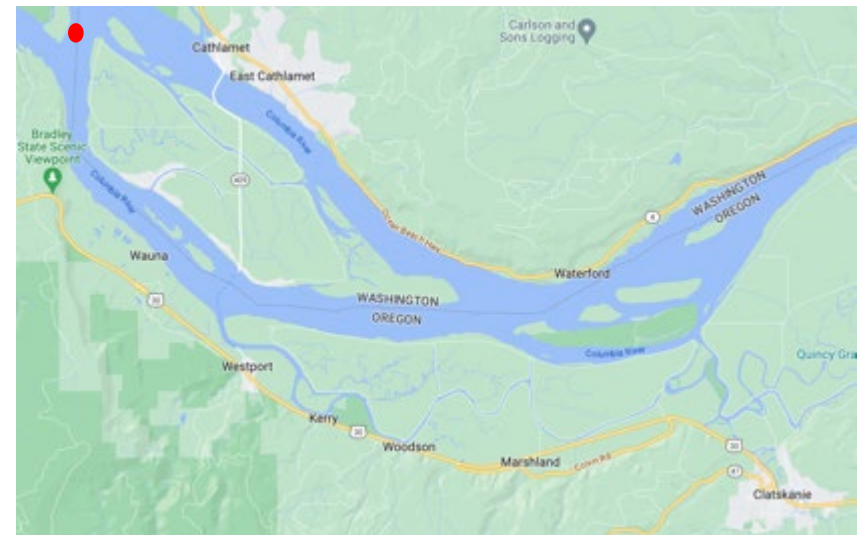 Carlson and
Sons Logging
Cathlamet
East Cathlamet
Columbia River
Bradley
State Scenic
Viewpoint
Columbia River
409
Ocean Beach Hwy
4
WASHINGTON
OREGON
Wauna
30
Waterford
WASHINGTON
OREGON
Columbia River
Quincy Gra
Westport
Kerry
30
Woodson
Marshland
Colvin Rd
30
47
Clatskanie